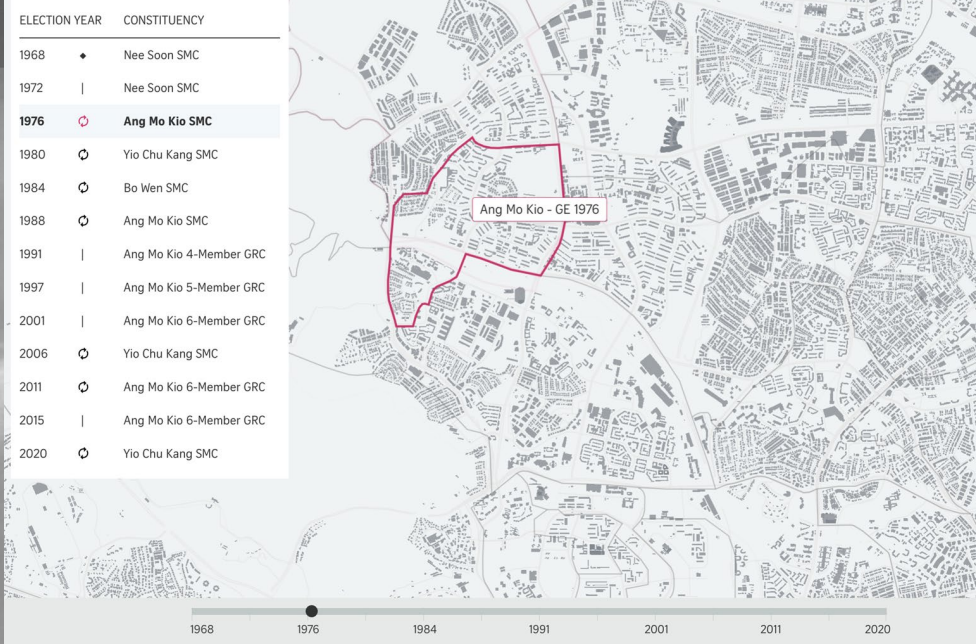 ELECTION YEAR CONSTITUENCY
1968 Nee Soon SMC
1972 Nee Soon SMC
1976 Ang Mo Kio SMC
1980 Yio Chu Kang SMC
1984 Bo Wen SMC
1988 Ang Mo Kio SMC
1991 Ang Mo Kio 4-Member GRC
1997 Ang Mo Kio 5-Member GRC
2001 Ang Mo Kio 6-Member GRC
2006 Yio Chu Kang SMC
2011 Ang Mo Kio 6-Member GRC
2015 Ang Mo Kio 6-Member GRC
2020 Yio Chu Kang SMC
Ang Mo Kio - GE 1976
1968 1976 1984 1991 2001 2011 2020